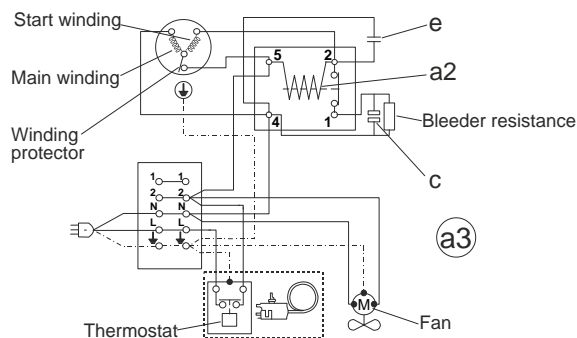 Start winding
e
5 2
a2
Main winding
Winding
protector
4 1
Bleeder resistance
c
1 1
2 2
N N
L L
a3
M
Thermostat
Fan